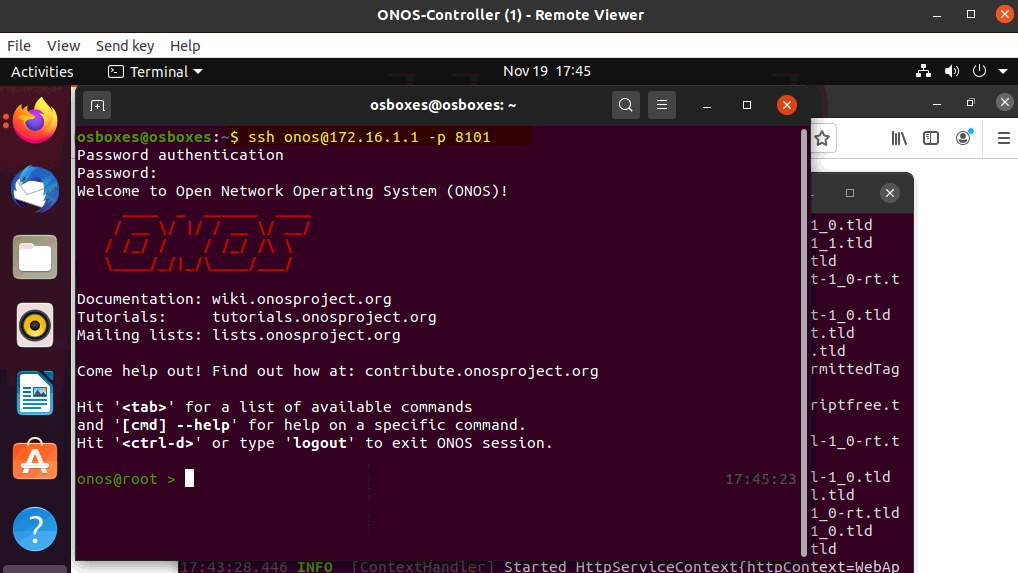 ONOS-Controller (1) - Remote Viewer
File View Send key Help
Activities Terminal Nov 19 17:45
osboxes@osboxes: ~
osboxes@osboxes:~$ ssh onos@172.16.1.1 -p 8101
Password authentication
Password:
Welcome to Open Network Operating System (ONOS)!
ONOS
Documentation: wiki.onosproject.org
Tutorials: tutorials.onosproject.org
Mailing lists: lists.onosproject.org
Come help out! Find out how at: contribute.onosproject.org
Hit '<tab>' for a list of available commands
and '[cmd] --help' for help on a specific command.
Hit '<ctrl-d>' or type 'logout' to exit ONOS session.
onos@root > 17:45:23
1_0.tld
1_1.tld
tld
t-1_0-rt.t
t-1_0.tld
t.tld
.tld
rmittedTag
riptfree.t
l-1_0-rt.t
l-1_0.tld
l.tld
1_0-rt.tld
1_0.tld
tld
17:43:28.446 INFO [ContextHandler] Started HttpServiceContext{httpContext=WebAp